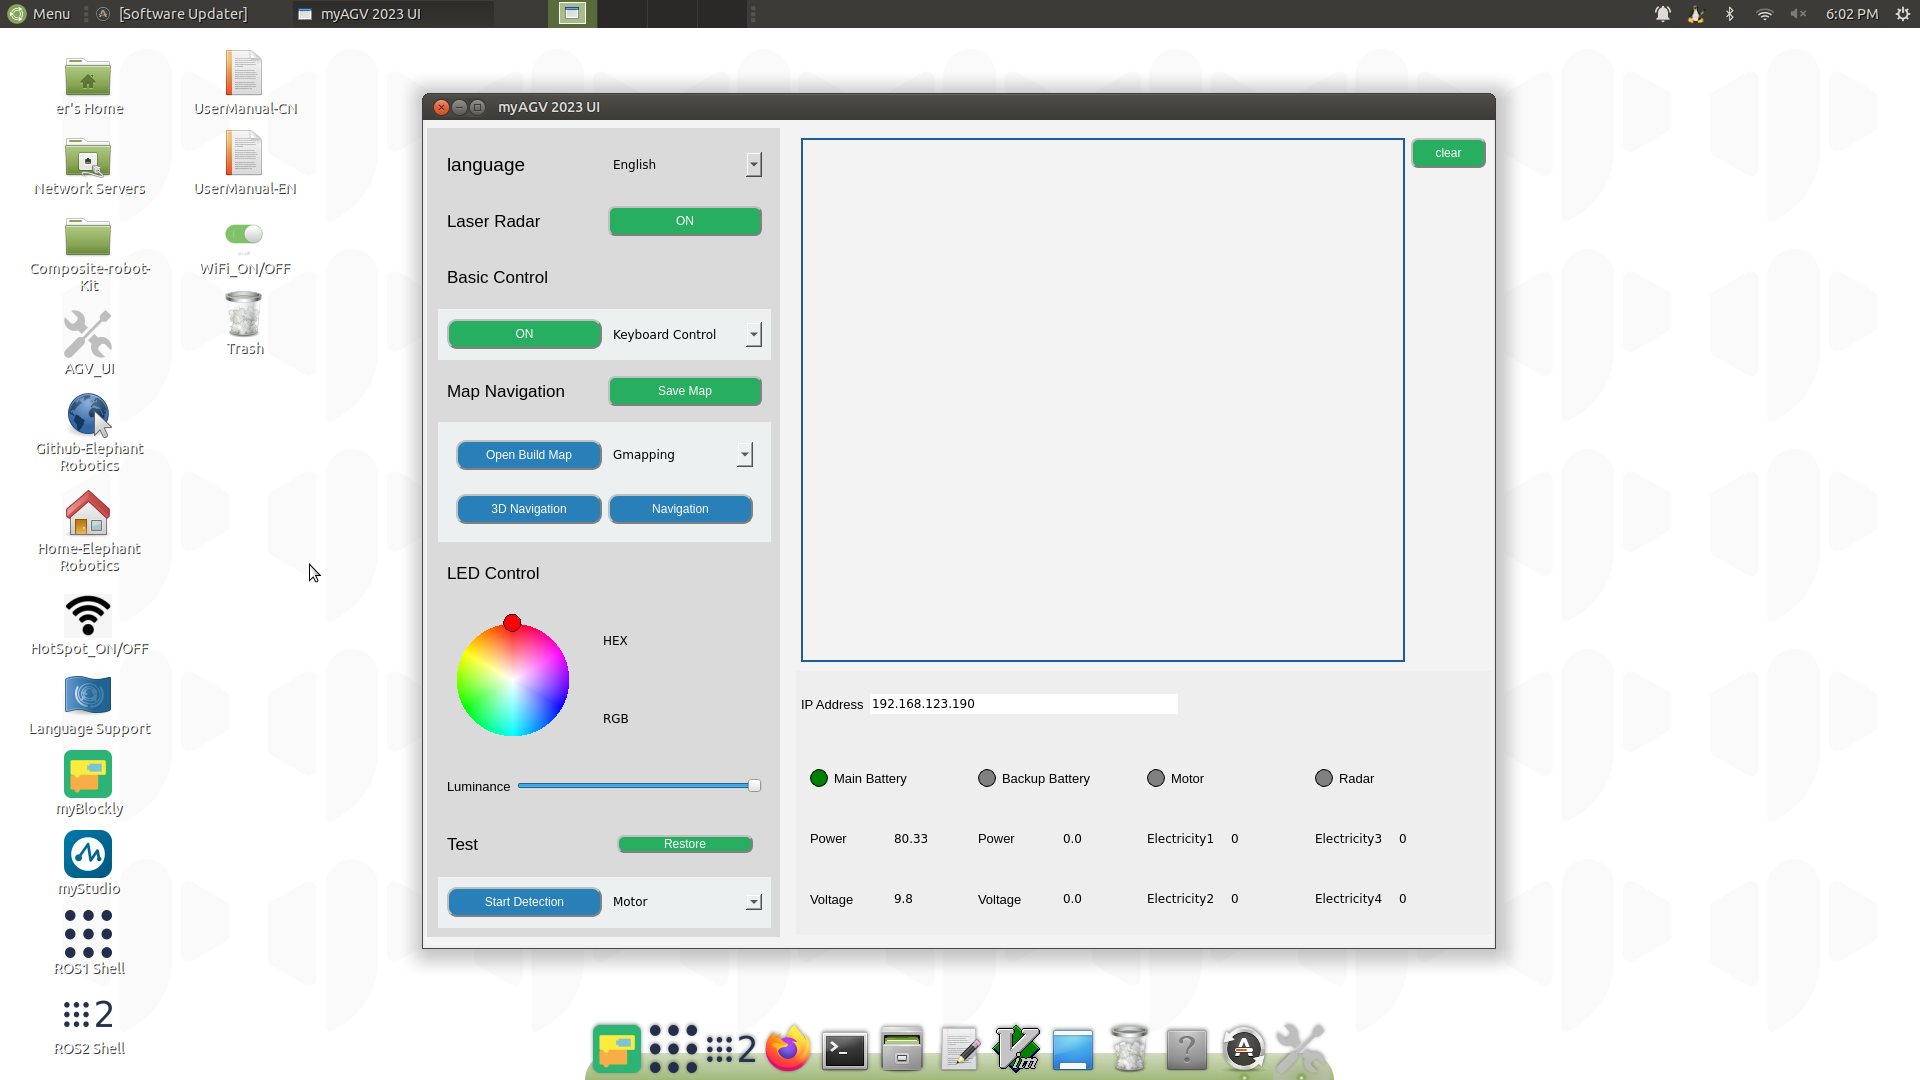 Menu
[Software Updater]
myAGV 2023 UI
6:02 PM
er's Home
UserManual-CN
Network Servers
UserManual-EN
Composite-robot-
Kit
WiFi_ON/OFF
AGV_UI
Trash
Github-Elephant
Robotics
Home-Elephant
Robotics
HotSpot_ON/OFF
Language Support
myBlockly
myStudio
ROS1 Shell
2
ROS2 Shell
myAGV 2023 UI
language
English
Laser Radar
ON
Basic Control
ON
Keyboard Control
Map Navigation
Save Map
Open Build Map
Gmapping
3D Navigation
Navigation
LED Control
HEX
RGB
Luminance
Test
Restore
Start Detection
Motor
clear
IP Address
192.168.123.190
Main Battery
Backup Battery
Motor
Radar
Power
80.33
Power
0.0
Electricity1
0
Electricity3
0
Voltage
9.8
Voltage
0.0
Electricity2
0
Electricity4
0
2
>_
Vim
?
A